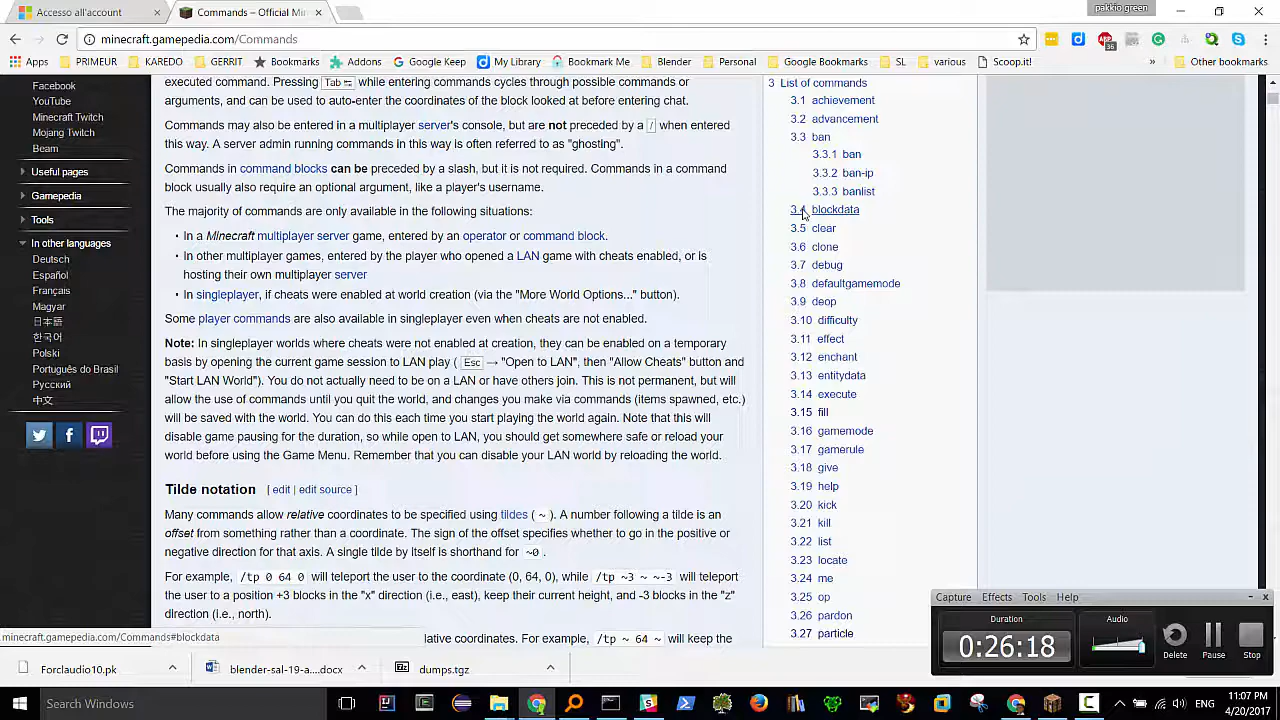 Accesso all'account
Commands – Official Min
pakkio green
minecraft.gamepedia.com/Commands
36
Apps
PRIMEUR
KAREDO
GERRIT
Bookmarks
Addons
Google Keep
My Library
Bookmark Me
Blender
Personal
Google Bookmarks
SL
various
Scoop.it!
»
Other bookmarks
Facebook
YouTube
Minecraft Twitch
Mojang Twitch
Beam
Useful pages
Gamepedia
Tools
In other languages
Deutsch
Español
Français
Magyar
日本語
한국어
Polski
Português do Brasil
Русский
中文
executed command. Pressing Tab while entering commands cycles through possible commands or
arguments, and can be used to auto-enter the coordinates of the block looked at before entering chat.
Commands may also be entered in a multiplayer server's console, but are not preceded by a / when entered
this way. A server admin running commands in this way is often referred to as "ghosting".
Commands in command blocks can be preceded by a slash, but it is not required. Commands in a command
block usually also require an optional argument, like a player's username.
The majority of commands are only available in the following situations:
• In a Minecraft multiplayer server game, entered by an operator or command block.
• In other multiplayer games, entered by the player who opened a LAN game with cheats enabled, or is
hosting their own multiplayer server
• In singleplayer, if cheats were enabled at world creation (via the "More World Options..." button).
Some player commands are also available in singleplayer even when cheats are not enabled.
Note: In singleplayer worlds where cheats were not enabled at creation, they can be enabled on a temporary
basis by opening the current game session to LAN play ( Esc → "Open to LAN", then "Allow Cheats" button and
"Start LAN World"). You do not actually need to be on a LAN or have others join. This is not permanent, but will
allow the use of commands until you quit the world, and changes you make via commands (items spawned, etc.)
will be saved with the world. You can do this each time you start playing the world again. Note that this will
disable game pausing for the duration, so while open to LAN, you should get somewhere safe or reload your
world before using the Game Menu. Remember that you can disable your LAN world by reloading the world.
Tilde notation [ edit | edit source ]
Many commands allow relative coordinates to be specified using tildes ( ~ ). A number following a tilde is an
offset from something rather than a coordinate. The sign of the offset specifies whether to go in the positive or
negative direction for that axis. A single tilde by itself is shorthand for ~0 .
For example, /tp 0 64 0 will teleport the user to the coordinate (0, 64, 0), while /tp ~3 ~ ~-3 will teleport
the user to a position +3 blocks in the "x" direction (i.e., east), keep their current height, and -3 blocks in the "z"
direction (i.e., north).
lative coordinates. For example, /tp ~ 64 ~ will keep the
minecraft.gamepedia.com/Commands#blockdata
3 List of commands
3.1 achievement
3.2 advancement
3.3 ban
3.3.1 ban
3.3.2 ban-ip
3.3.3 banlist
3.4 blockdata
3.5 clear
3.6 clone
3.7 debug
3.8 defaultgamemode
3.9 deop
3.10 difficulty
3.11 effect
3.12 enchant
3.13 entitydata
3.14 execute
3.15 fill
3.16 gamemode
3.17 gamerule
3.18 give
3.19 help
3.20 kick
3.21 kill
3.22 list
3.23 locate
3.24 me
3.25 op
3.26 pardon
3.27 particle
Capture Effects Tools Help
Duration
0:26:18
Audio
Delete
Pause
Stop
Forclaudio10.pk
blender-sal-19-a....docx
dumps.tgz
Search Windows
ENG
11:07 PM
4/20/2017